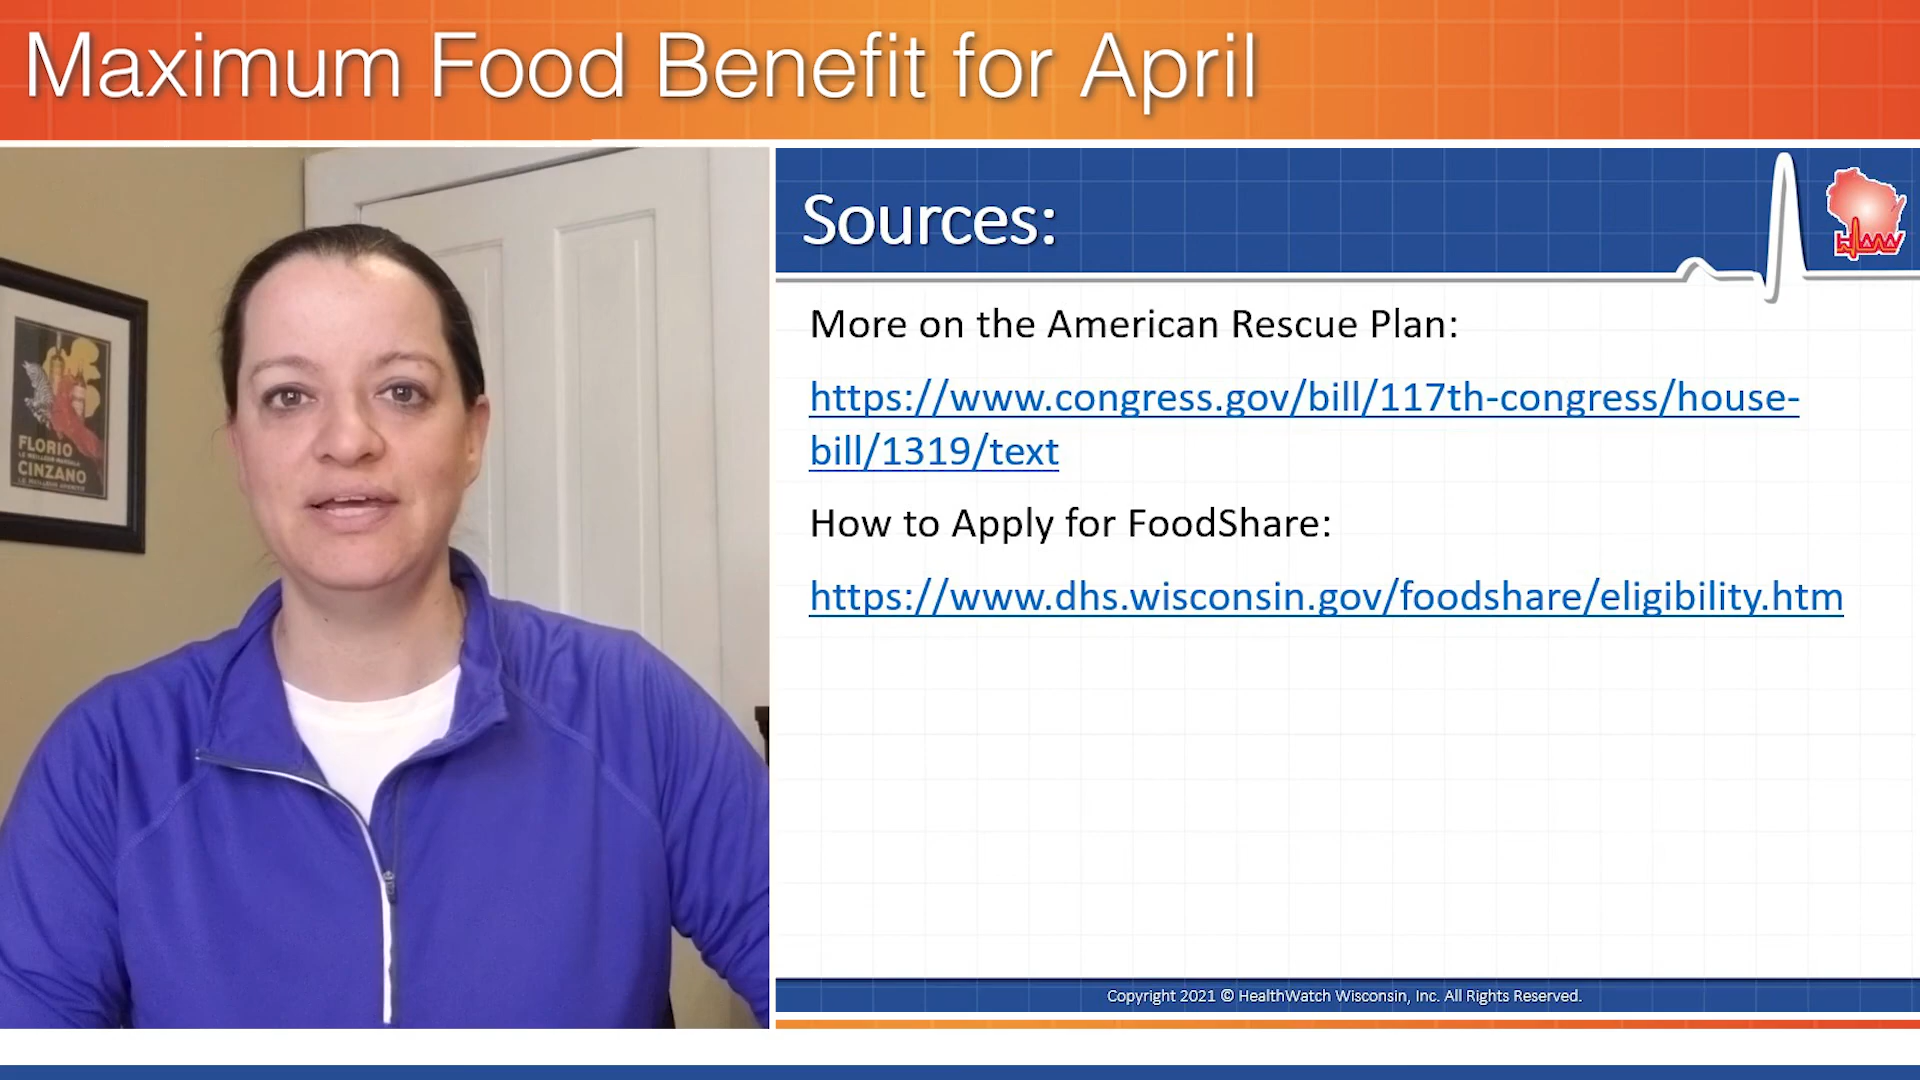 Maximum Food Benefit for April
FLORIO
CINZANO
Sources:
More on the American Rescue Plan:
https://www.congress.gov/bill/117th-congress/house-
bill/1319/text
How to Apply for FoodShare:
https://www.dhs.wisconsin.gov/foodshare/eligibility.htm
Copyright 2021 © HealthWatch Wisconsin, Inc. All Rights Reserved.